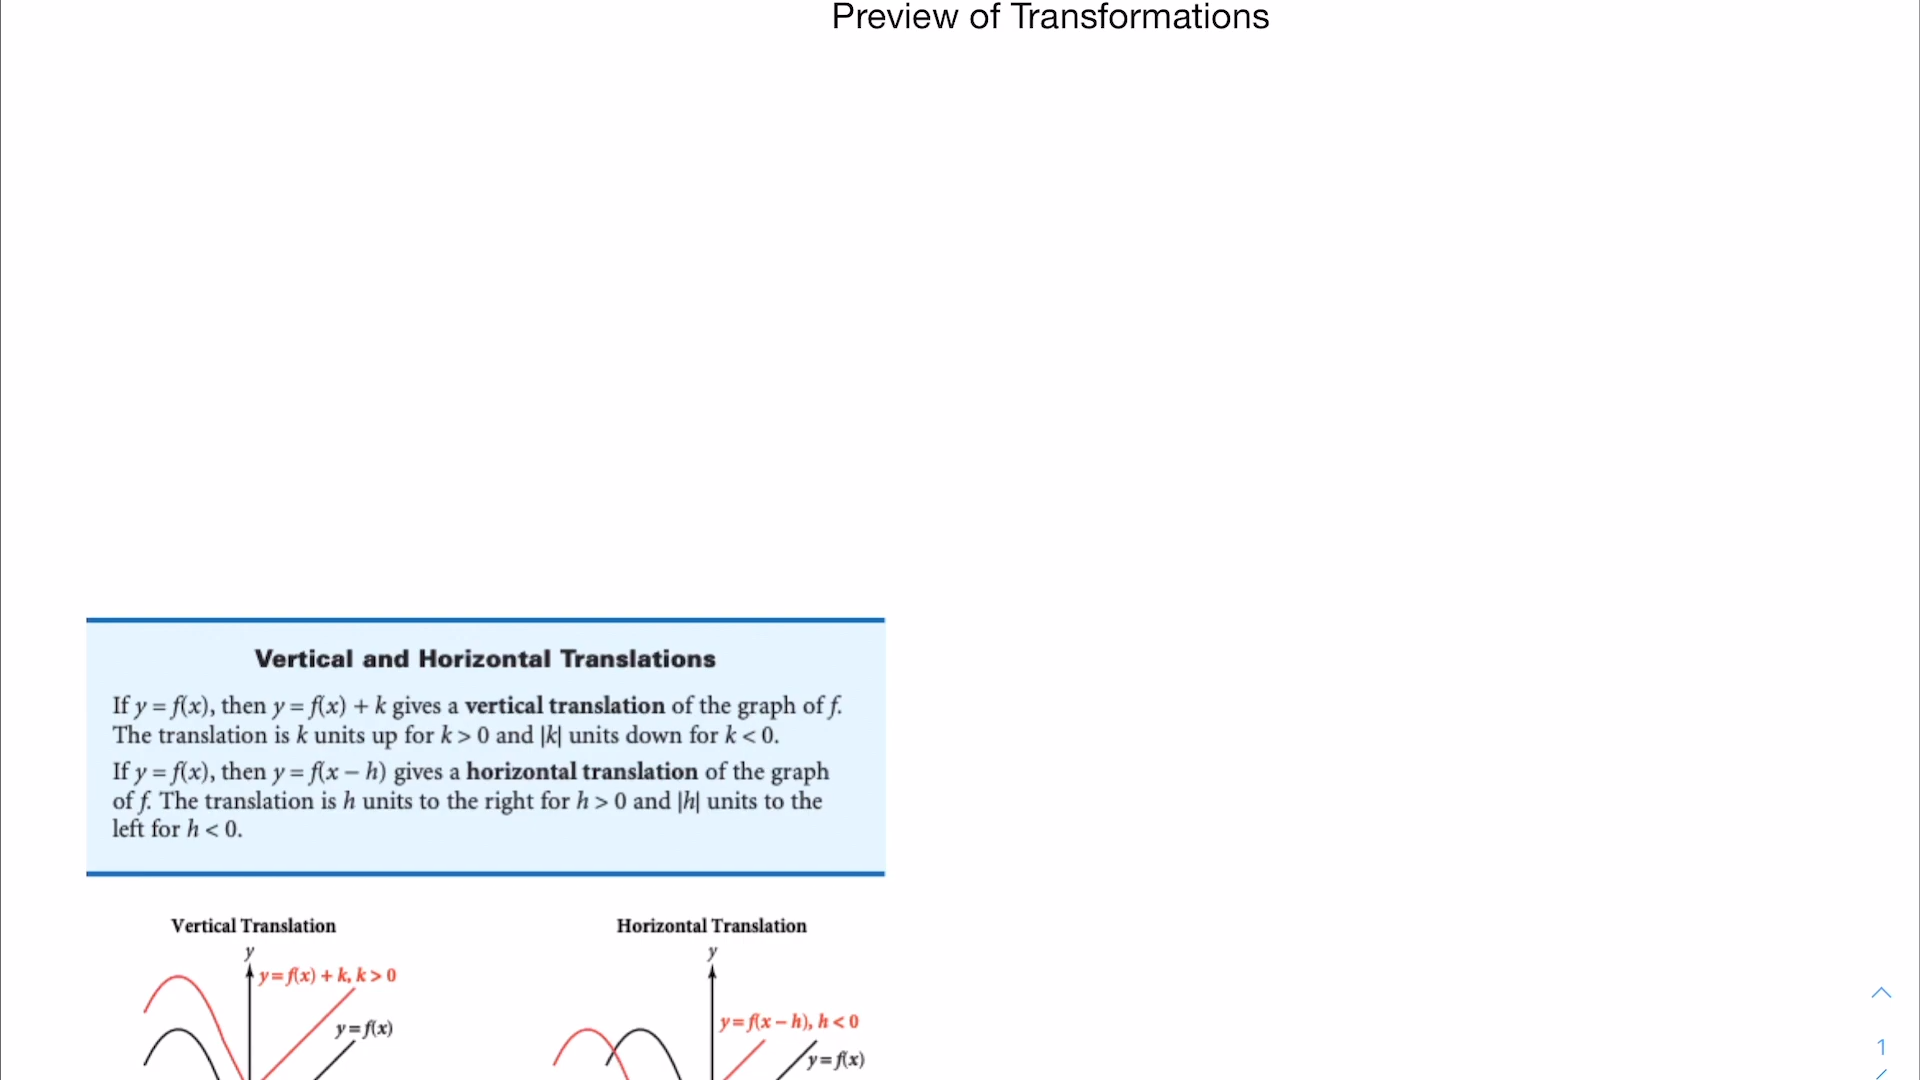 Preview of Transformations
Vertical and Horizontal Translations
If y = f(x), then y = f(x) + k gives a vertical translation of the graph of f.
The translation is k units up for k > 0 and |k| units down for k < 0.
If y = f(x), then y = f(x – h) gives a horizontal translation of the graph
of f. The translation is h units to the right for h > 0 and |h| units to the
left for h < 0.
Vertical Translation
y
y = f(x) + k, k > 0
y = f(x)
Horizontal Translation
y
y = f(x – h), h < 0
y = f(x)
1